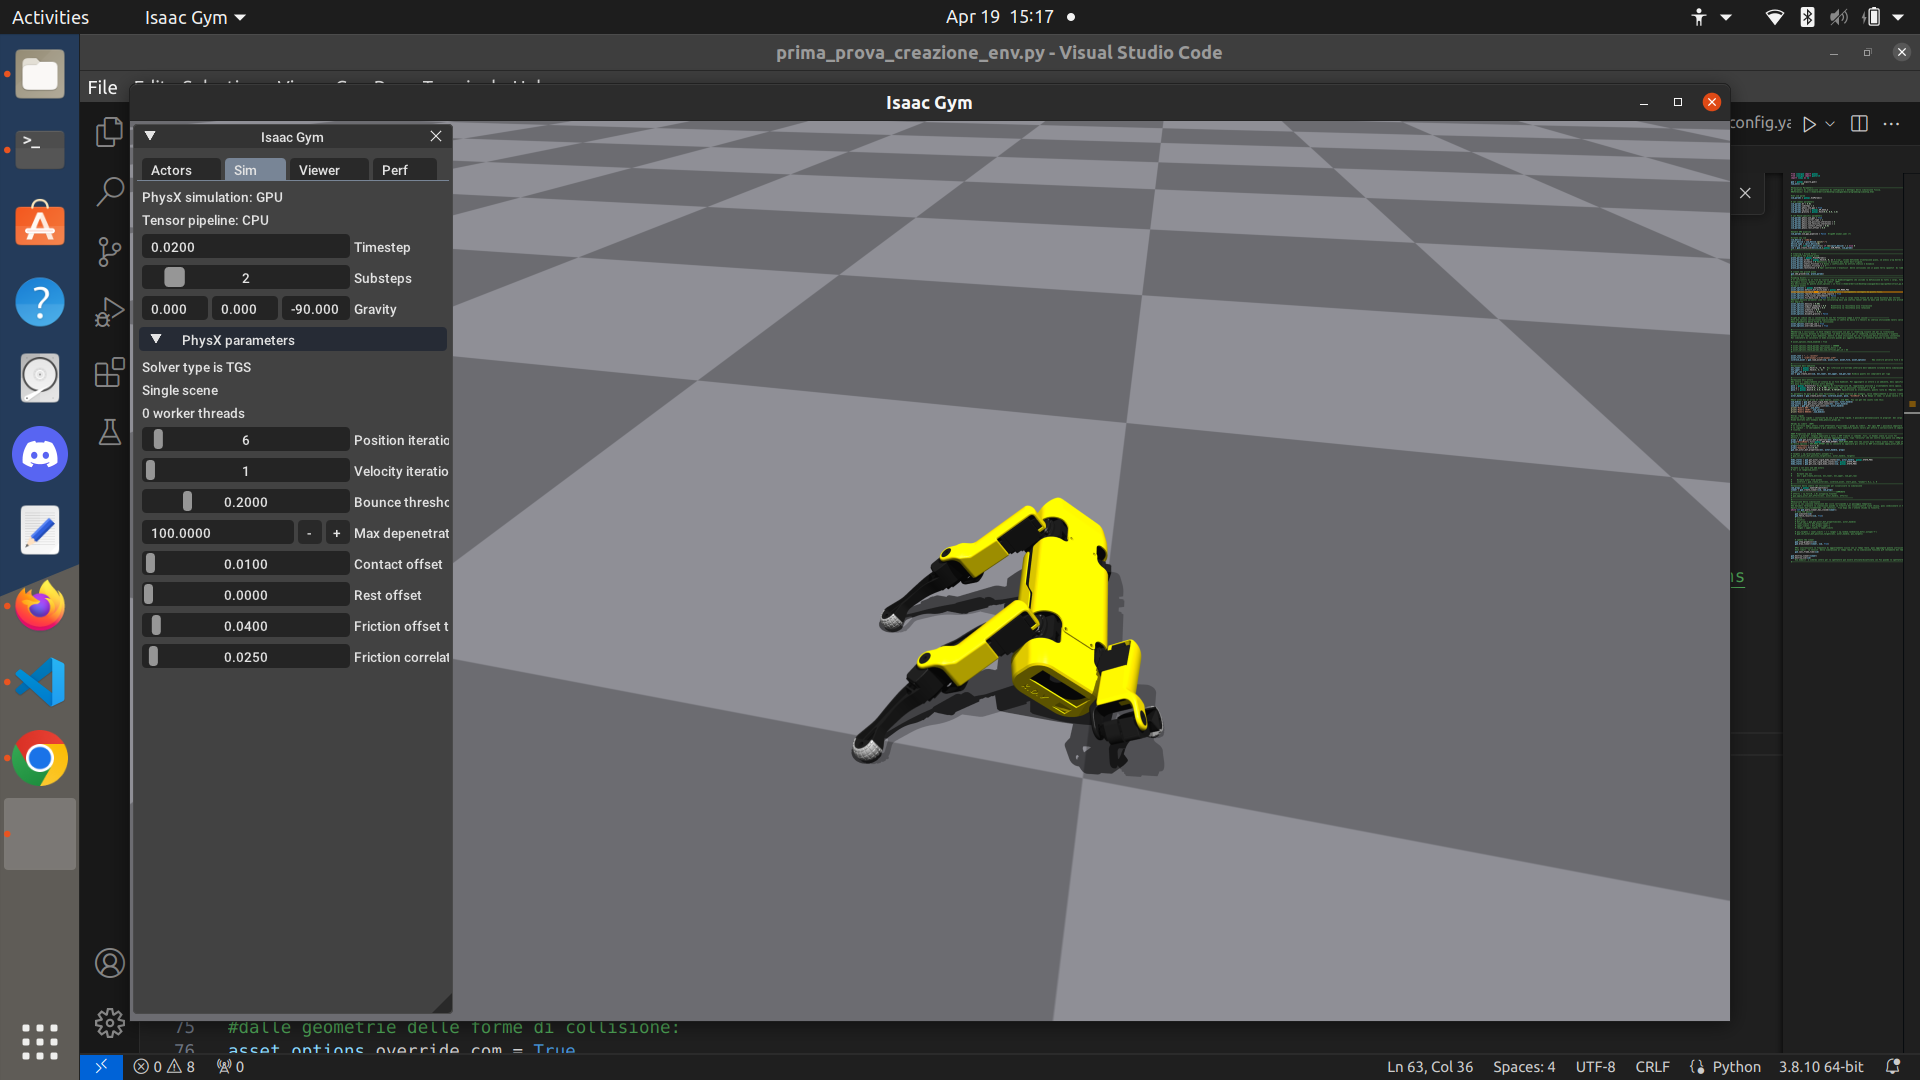 Activities
Isaac Gym
Apr 19 15:17
prima_prova_creazione_env.py - Visual Studio Code
File
Isaac Gym
config.ya
Isaac Gym
Actors Sim Viewer Perf
PhysX simulation: GPU
Tensor pipeline: CPU
0.0200 Timestep
2 Substeps
0.000 0.000 -90.000 Gravity
PhysX parameters
Solver type is TGS
Single scene
0 worker threads
6 Position iteratio
1 Velocity iteratio
0.2000 Bounce thresho
100.0000 - + Max depenetrat
0.0100 Contact offset
0.0000 Rest offset
0.0400 Friction offset t
0.0250 Friction correlat
75 #dalle geometrie delle forme di collisione:
76 asset_options.override_com = True
0 8 0
Ln 63, Col 36 Spaces: 4 UTF-8 CRLF Python 3.8.10 64-bit